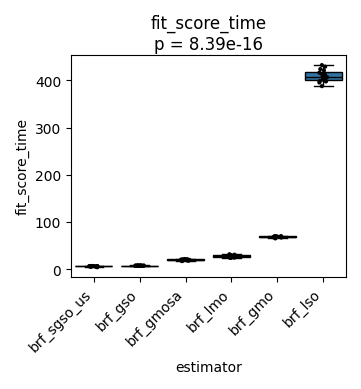 fit_score_time
p = 8.39e-16
fit_score_time
400
300
200
100
0
brf_sgso_us
brf_gso
brf_gmosa
brf_lmo
brf_gmo
brf_lso
estimator